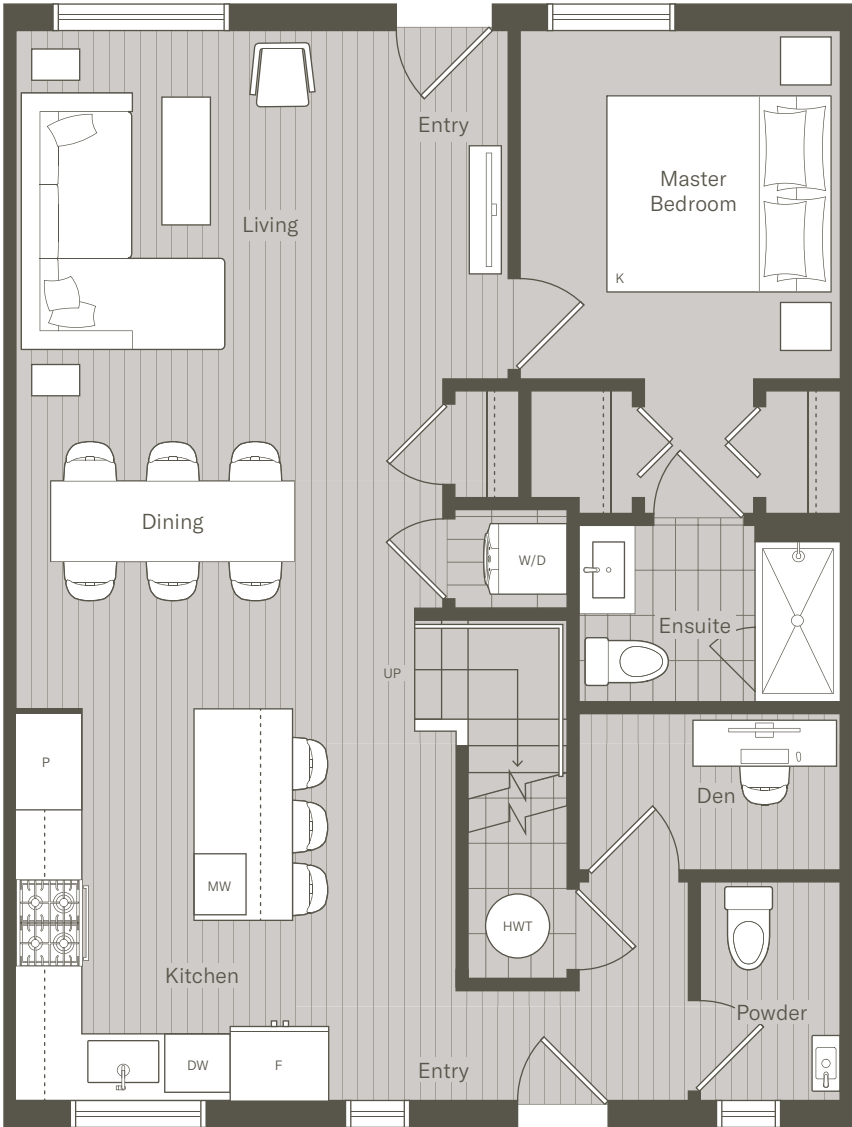 Entry
Master
Bedroom
Living
K
Dining
W/D
Ensuite
UP
P
Den
MW
HWT
Kitchen
Powder
DW
F
Entry